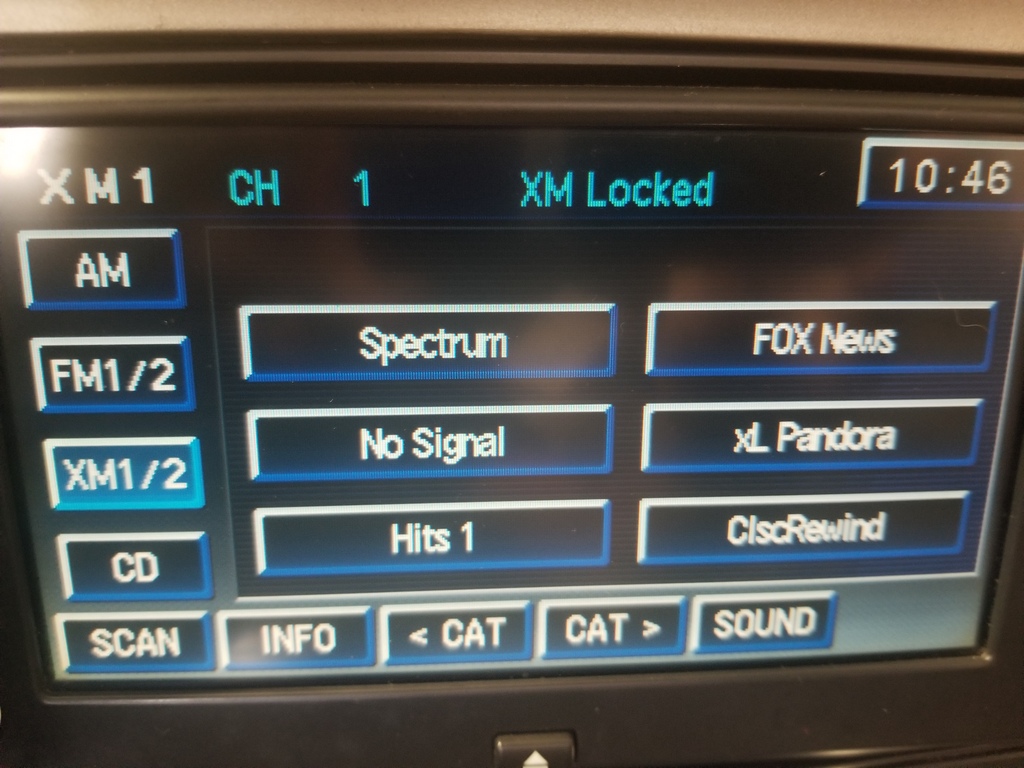 XM1 CH 1 XM Locked 10:46
AM
Spectrum FOX News
FM1/2
No Signal xL Pandora
XM1/2
Hits 1 ClscRewind
CD
SCAN INFO < CAT CAT > SOUND